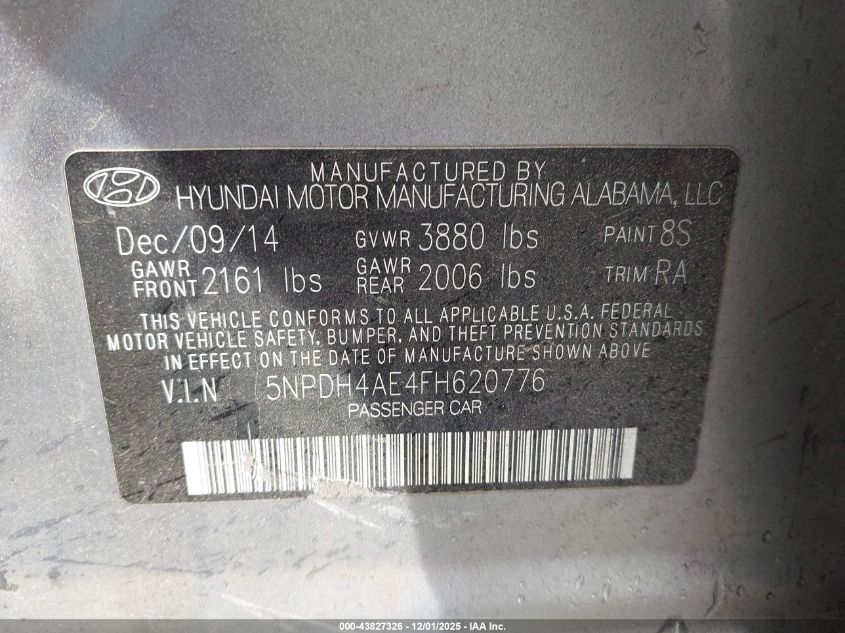 MANUFACTURED BY
HYUNDAI MOTOR MANUFACTURING ALABAMA, LLC
Dec/09/14 GVWR 3880 lbs PAINT 8S
GAWR FRONT 2161 lbs GAWR REAR 2006 lbs TRIM RA
THIS VEHICLE CONFORMS TO ALL APPLICABLE U.S.A. FEDERAL
MOTOR VEHICLE SAFETY, BUMPER, AND THEFT PREVENTION STANDARDS
IN EFFECT ON THE DATE OF MANUFACTURE SHOWN ABOVE
V.I.N 5NPDH4AE4FH620776
PASSENGER CAR
000-43827326 - 12/01/2025 - IAA Inc.